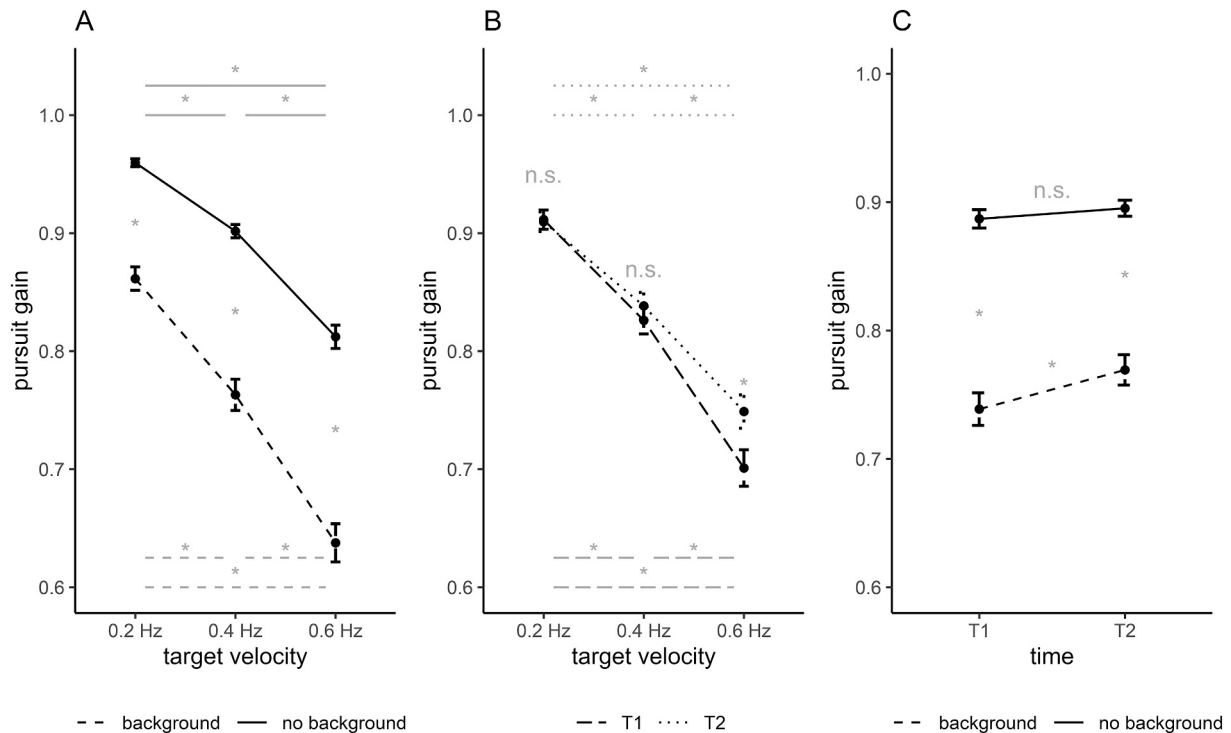 A
B
C
*
*
*
*
*
*
1.0
0.9
0.8
0.7
0.6
*
*
*
*
*
*
pursuit gain
0.2 Hz
0.4 Hz
0.6 Hz
target velocity
*
*
*
1.0
0.9
0.8
0.7
0.6
n.s.
n.s.
*
*
*
*
pursuit gain
0.2 Hz
0.4 Hz
0.6 Hz
target velocity
1.0
0.9
0.8
0.7
0.6
n.s.
*
*
*
pursuit gain
T1
T2
time
background
no background
T1
T2
background
no background